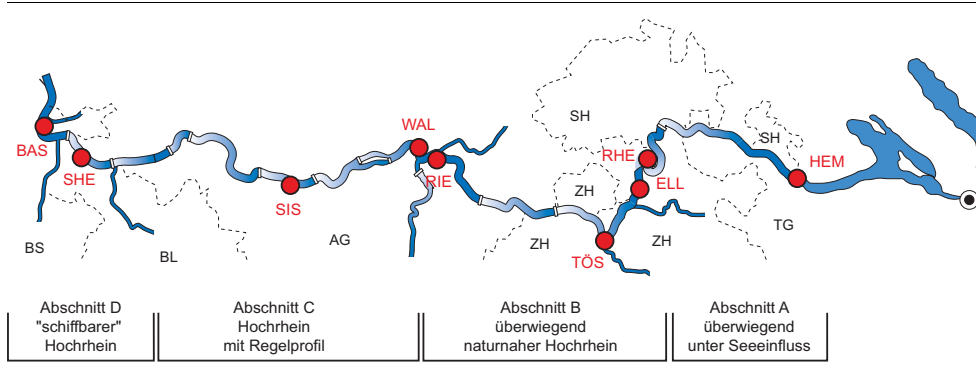 SH
WAL
SH
BAS
RHE
HEM
SHE
RIE
ELL
ZH
SIS
TG
BS
BL
AG
ZH
ZH
TÖS
Abschnitt D
"schiffbarer"
Hochrhein
Abschnitt C
Hochrhein
mit Regelprofil
Abschnitt B
überwiegend
naturnaher Hochrhein
Abschnitt A
überwiegend
unter Seeeinfluss